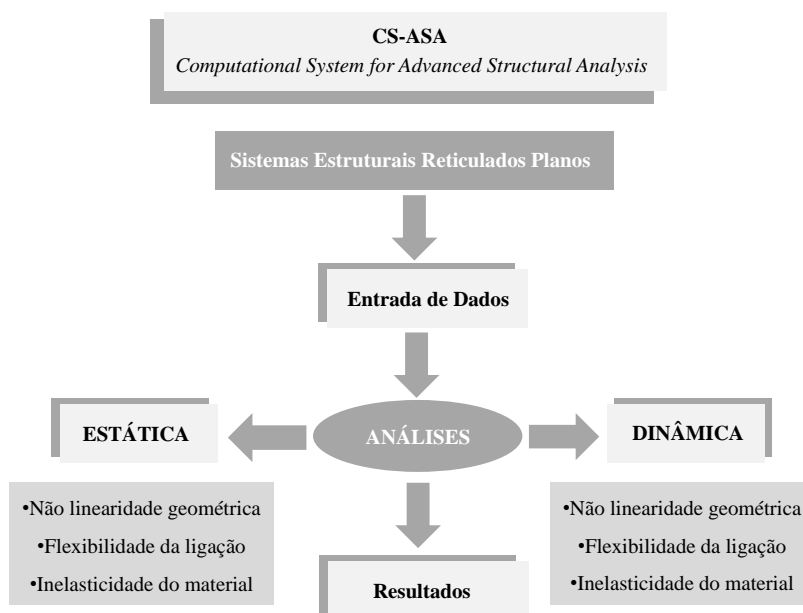 CS-ASA
Computational System for Advanced Structural Analysis
Sistemas Estruturais Reticulados Planos
Entrada de Dados
ESTÁTICA
ANÁLISES
DINÂMICA
•Não linearidade geométrica
•Flexibilidade da ligação
•Inelasticidade do material
•Não linearidade geométrica
•Flexibilidade da ligação
•Inelasticidade do material
Resultados